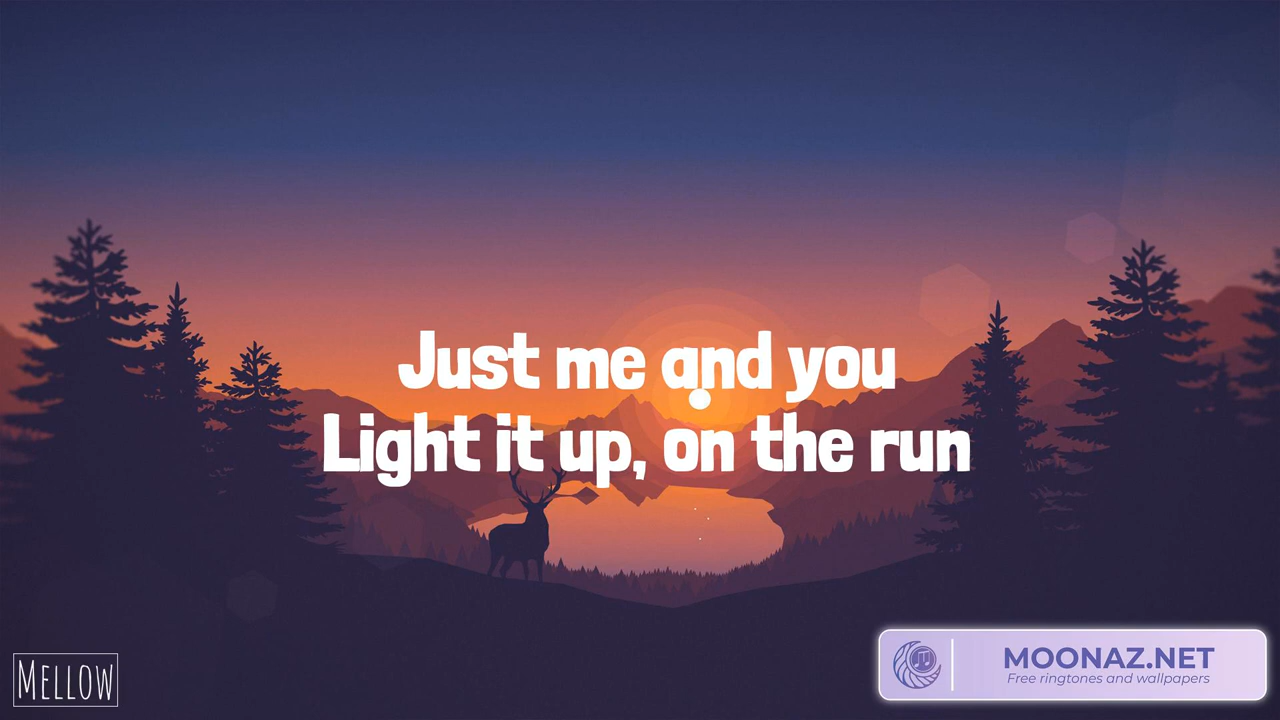 Just me and you
Light it up, on the run
MELLOW
MOONAZ.NET
Free ringtones and wallpapers